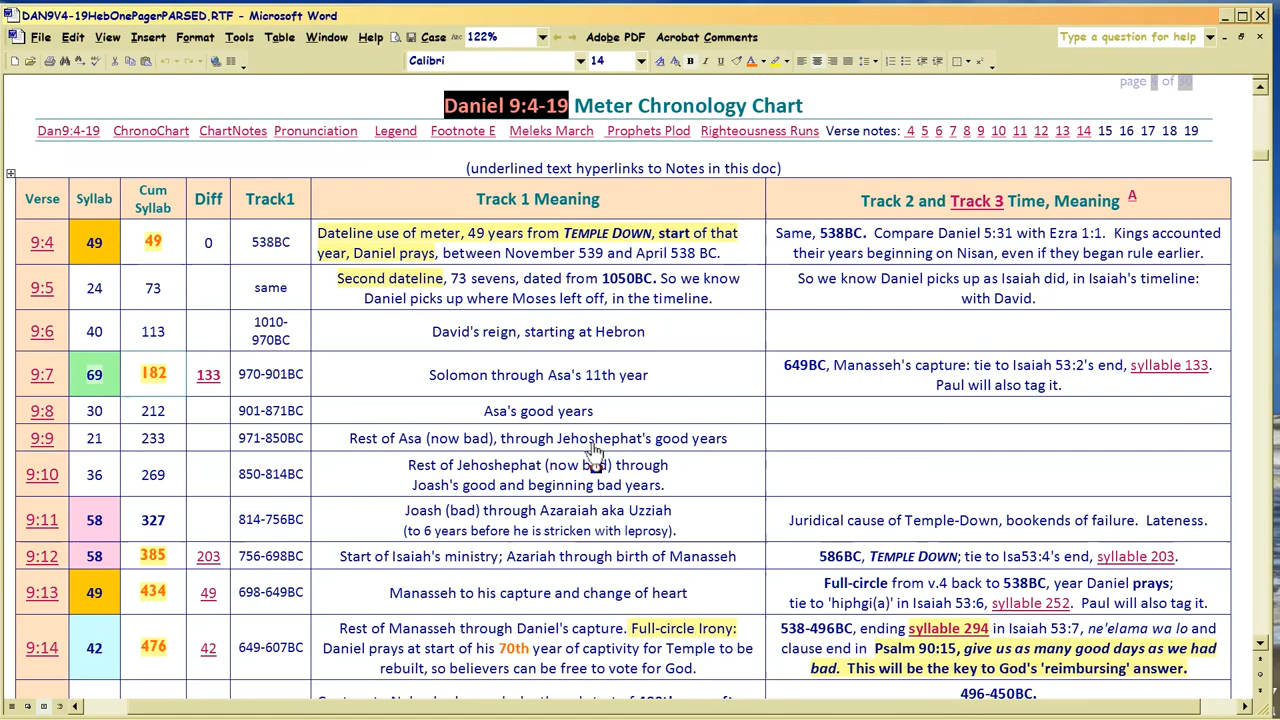 DAN9V4-19HebOnePagerPARSED.RTF - Microsoft Word
File Edit View Insert Format Tools Table Window Help Case 122% Adobe PDF Acrobat Comments Type a question for help
Calibri 14
page of
Daniel 9:4-19 Meter Chronology Chart
Dan9:4-19 ChronoChart ChartNotes Pronunciation Legend Footnote E Meleks March Prophets Plod Righteousness Runs Verse notes: 4 5 6 7 8 9 10 11 12 13 14 15 16 17 18 19
(underlined text hyperlinks to Notes in this doc)
Verse Syllab Cum Syllab Diff Track1 Track 1 Meaning Track 2 and Track 3 Time, Meaning A
9:4 49 49 0 538BC
Dateline use of meter, 49 years from TEMPLE DOWN, start of that
year, Daniel prays, between November 539 and April 538 BC.
Same, 538BC. Compare Daniel 5:31 with Ezra 1:1. Kings accounted
their years beginning on Nisan, even if they began rule earlier.
9:5 24 73 same
Second dateline, 73 sevens, dated from 1050BC. So we know
Daniel picks up where Moses left off, in the timeline.
So we know Daniel picks up as Isaiah did, in Isaiah's timeline:
with David.
9:6 40 113 1010-
970BC
David's reign, starting at Hebron
9:7 69 182 133 970-901BC Solomon through Asa's 11th year
649BC, Manasseh's capture: tie to Isaiah 53:2's end, syllable 133.
Paul will also tag it.
9:8 30 212 901-871BC Asa's good years
9:9 21 233 971-850BC Rest of Asa (now bad), through Jehoshephat's good years
9:10 36 269 850-814BC
Rest of Jehoshephat (now bad) through
Joash's good and beginning bad years.
9:11 58 327 814-756BC
Joash (bad) through Azaraiah aka Uzziah
(to 6 years before he is stricken with leprosy).
Juridical cause of Temple-Down, bookends of failure. Lateness.
9:12 58 385 203 756-698BC Start of Isaiah's ministry; Azariah through birth of Manasseh
586BC, TEMPLE DOWN; tie to Isa53:4's end, syllable 203.
9:13 49 434 49 698-649BC Manasseh to his capture and change of heart
Full-circle from v.4 back to 538BC, year Daniel prays;
tie to 'hiphgi(a)' in Isaiah 53:6, syllable 252. Paul will also tag it.
9:14 42 476 42 649-607BC
Rest of Manasseh through Daniel's capture. Full-circle Irony:
Daniel prays at start of his 70th year of captivity for Temple to be
rebuilt, so believers can be free to vote for God.
538-496BC, ending syllable 294 in Isaiah 53:7, ne'elama wa lo and
clause end in Psalm 90:15, give us as many good days as we had
bad. This will be the key to God's 'reimbursing' answer.
496-450BC.